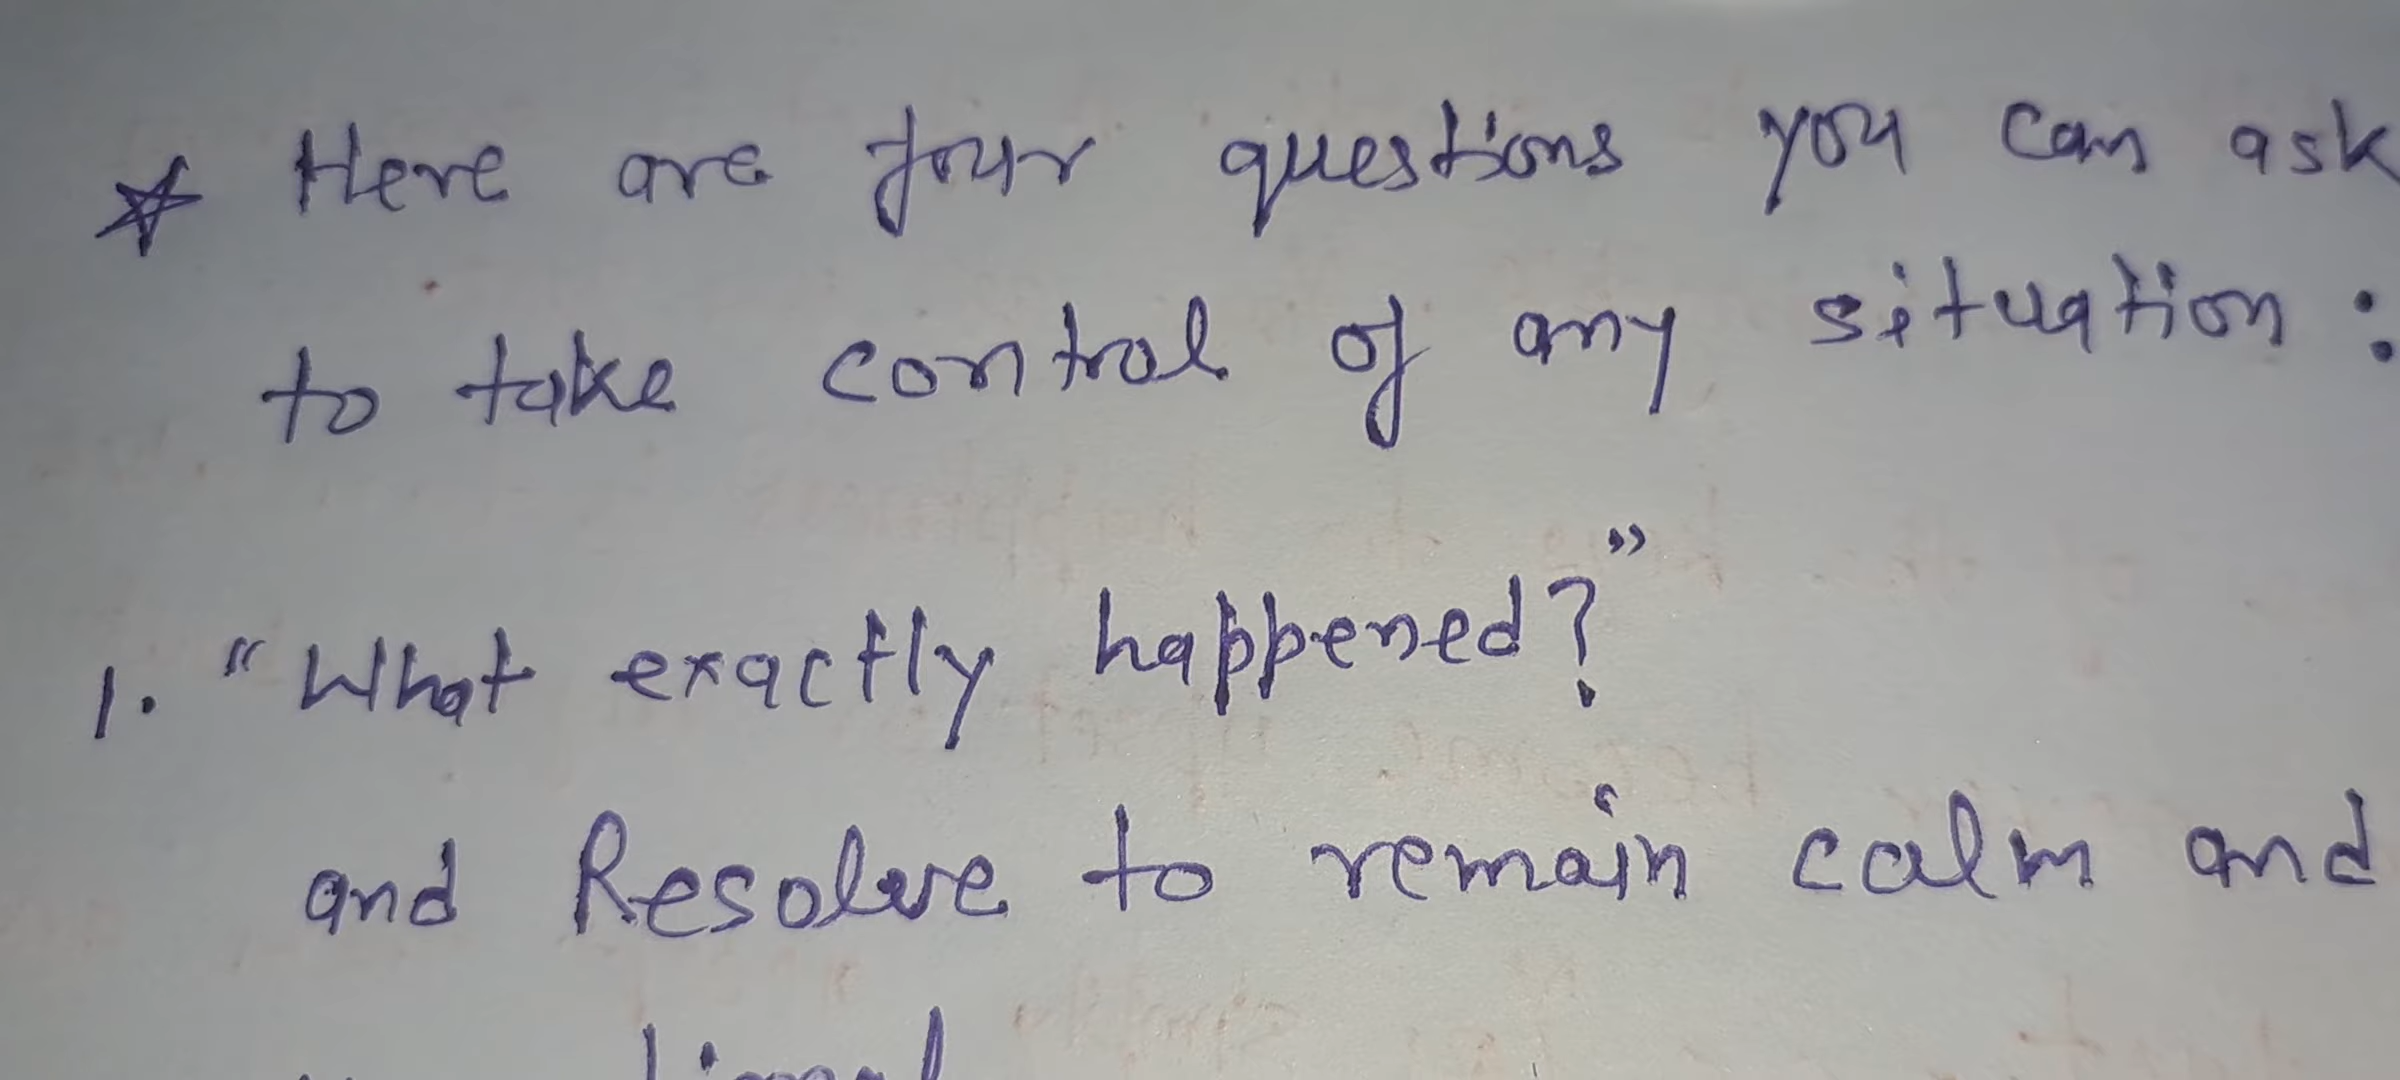 ☆ Here are four questions you can ask
to take control of any situation :
1. "What exactly happened?"
and Resolve to remain calm and